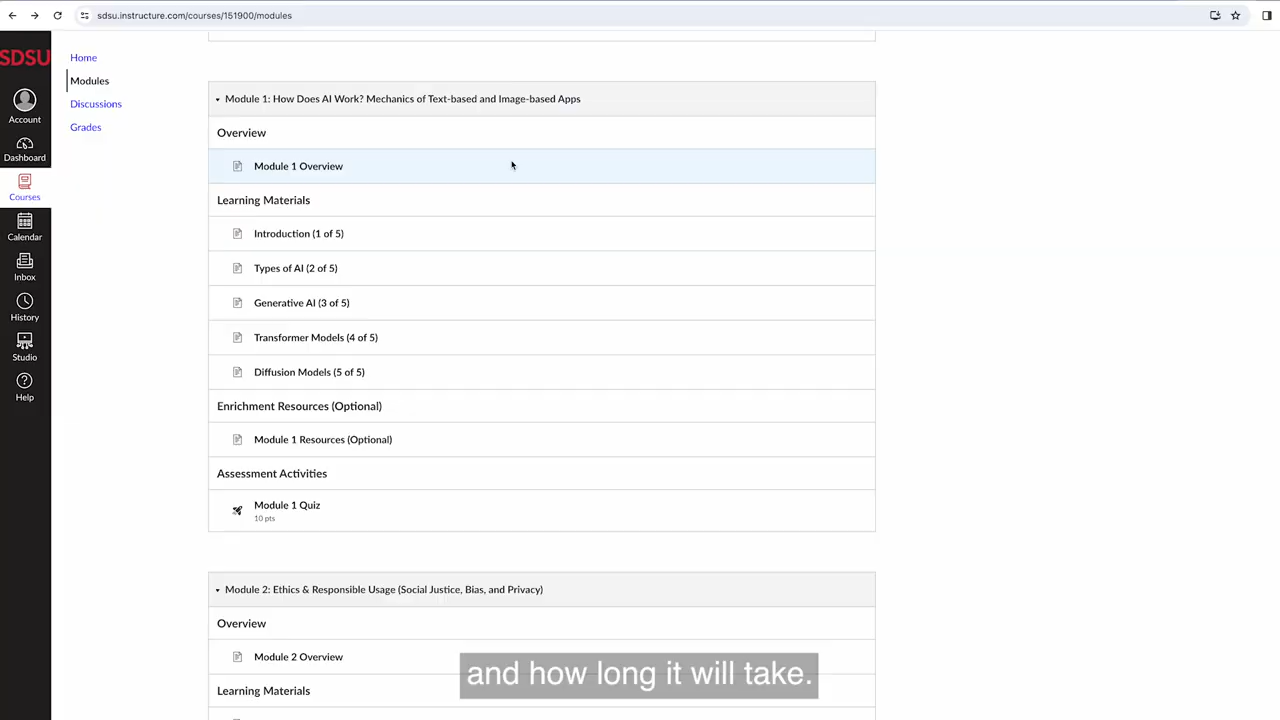 sdsu.instructure.com/courses/151900/modules
SDSU
Account
Dashboard
Courses
Calendar
Inbox
History
Studio
Help
Home
Modules
Discussions
Grades
Module 1: How Does AI Work? Mechanics of Text-based and Image-based Apps
Overview
Module 1 Overview
Learning Materials
Introduction (1 of 5)
Types of AI (2 of 5)
Generative AI (3 of 5)
Transformer Models (4 of 5)
Diffusion Models (5 of 5)
Enrichment Resources (Optional)
Module 1 Resources (Optional)
Assessment Activities
Module 1 Quiz
10 pts
Module 2: Ethics & Responsible Usage (Social Justice, Bias, and Privacy)
Overview
Module 2 Overview
Learning Materials
and how long it will take.